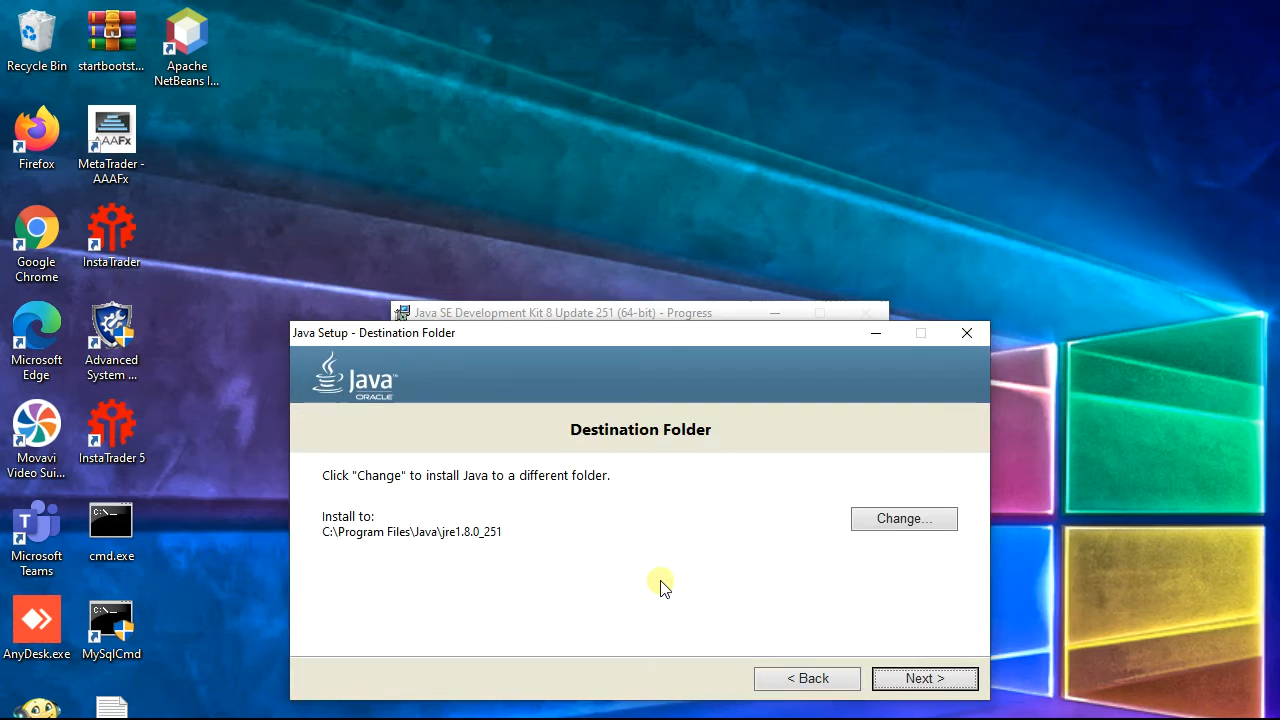 Recycle Bin
startbootst...
Apache
NetBeans I...
Firefox
AAAFx
MetaTrader -
AAAFx
Google
Chrome
InstaTrader
Microsoft
Edge
Advanced
System ...
Movavi
Video Sui...
InstaTrader 5
Microsoft
Teams
C:\
cmd.exe
AnyDesk.exe
C:\
MySqlCmd
Java SE Development Kit 8 Update 251 (64-bit) - Progress
Java Setup - Destination Folder
Java™
ORACLE
Destination Folder
Click "Change" to install Java to a different folder.
Install to:
C:\Program Files\Java\jre1.8.0_251
Change...
< Back
Next >